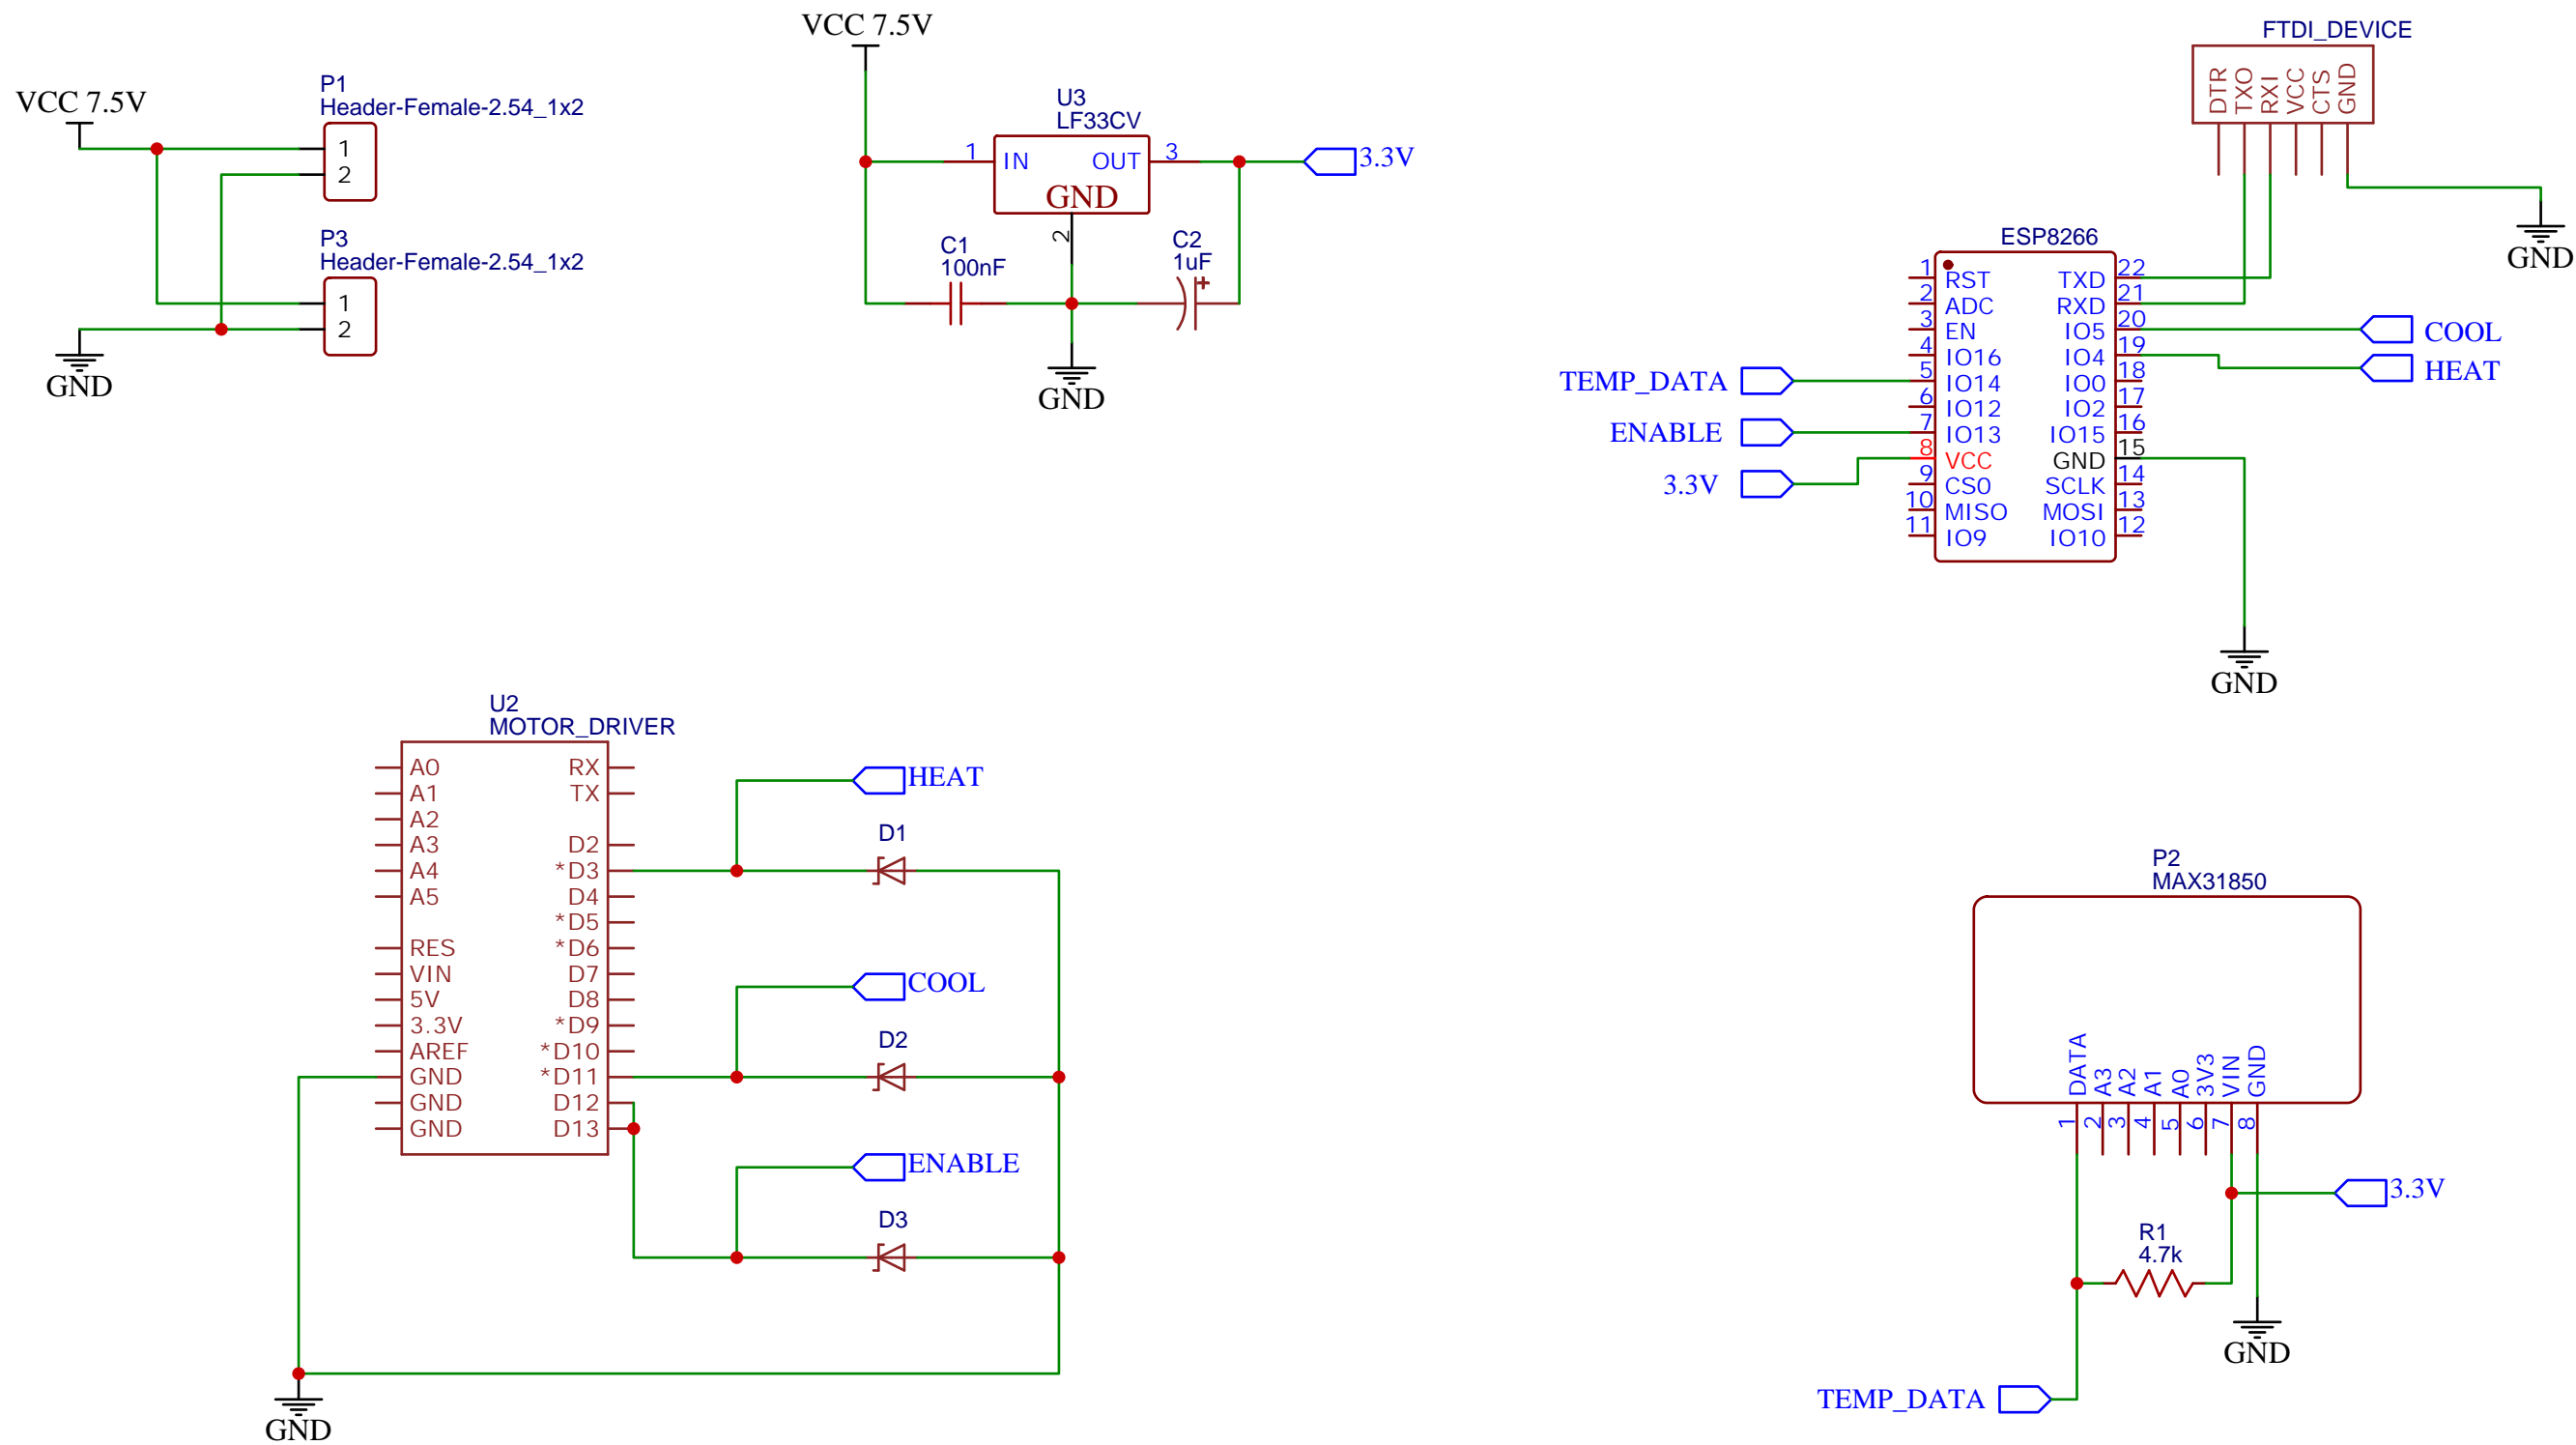 VCC 7.5V
P1
Header-Female-2.54_1x2
1
2
P3
Header-Female-2.54_1x2
1
2
GND
VCC 7.5V
U3
LF33CV
1
IN
OUT
3
GND
2
3.3V
C1
100nF
C2
1uF
GND
FTDI_DEVICE
DTR
TXO
RXI
VCC
CTS
GND
GND
ESP8266
1 RST
2 ADC
3 EN
4 IO16
5 IO14
6 IO12
7 IO13
8 VCC
9 CS0
10 MISO
11 IO9
TXD 22
RXD 21
IO5 20
IO4 19
IO0 18
IO2 17
IO15 16
GND 15
SCLK 14
MOSI 13
IO10 12
COOL
HEAT
TEMP_DATA
ENABLE
3.3V
GND
U2
MOTOR_DRIVER
A0
A1
A2
A3
A4
A5
RES
VIN
5V
3.3V
AREF
GND
GND
GND
RX
TX
D2
*D3
D4
*D5
*D6
D7
D8
*D9
*D10
*D11
D12
D13
HEAT
D1
COOL
D2
ENABLE
D3
GND
P2
MAX31850
DATA
A3
A2
A1
A0
3V3
VIN
GND
1
2
3
4
5
6
7
8
3.3V
R1
4.7k
GND
TEMP_DATA